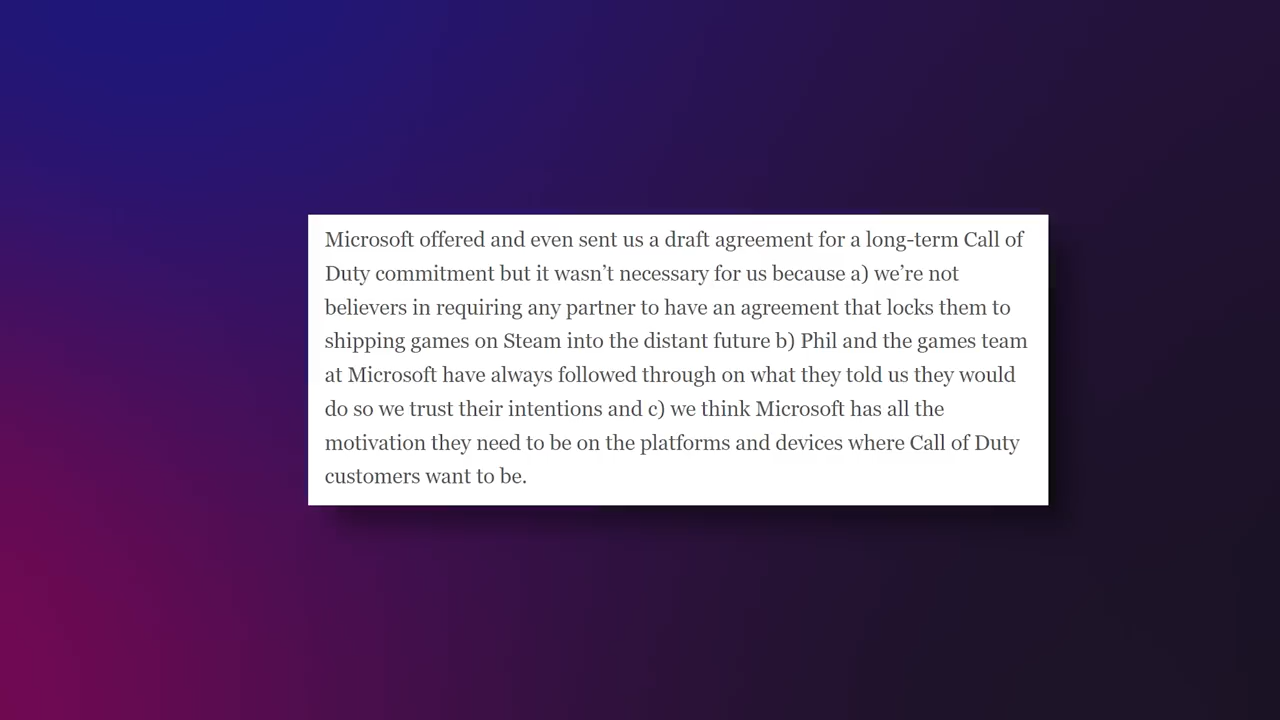 Microsoft offered and even sent us a draft agreement for a long-term Call of
Duty commitment but it wasn’t necessary for us because a) we’re not
believers in requiring any partner to have an agreement that locks them to
shipping games on Steam into the distant future b) Phil and the games team
at Microsoft have always followed through on what they told us they would
do so we trust their intentions and c) we think Microsoft has all the
motivation they need to be on the platforms and devices where Call of Duty
customers want to be.